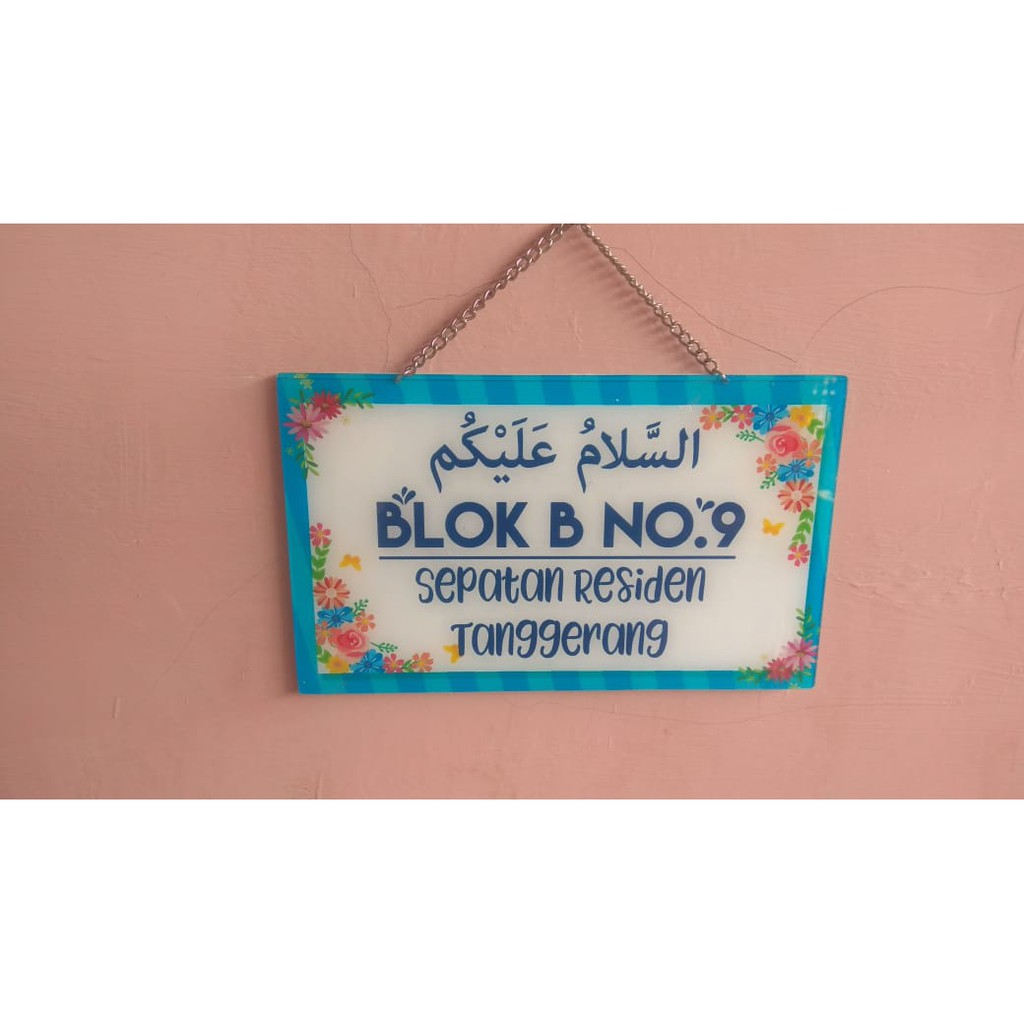 السَّلامُ عَلَيْكُم
BLOK B NO.9
Sepatan Residen
Tanggerang